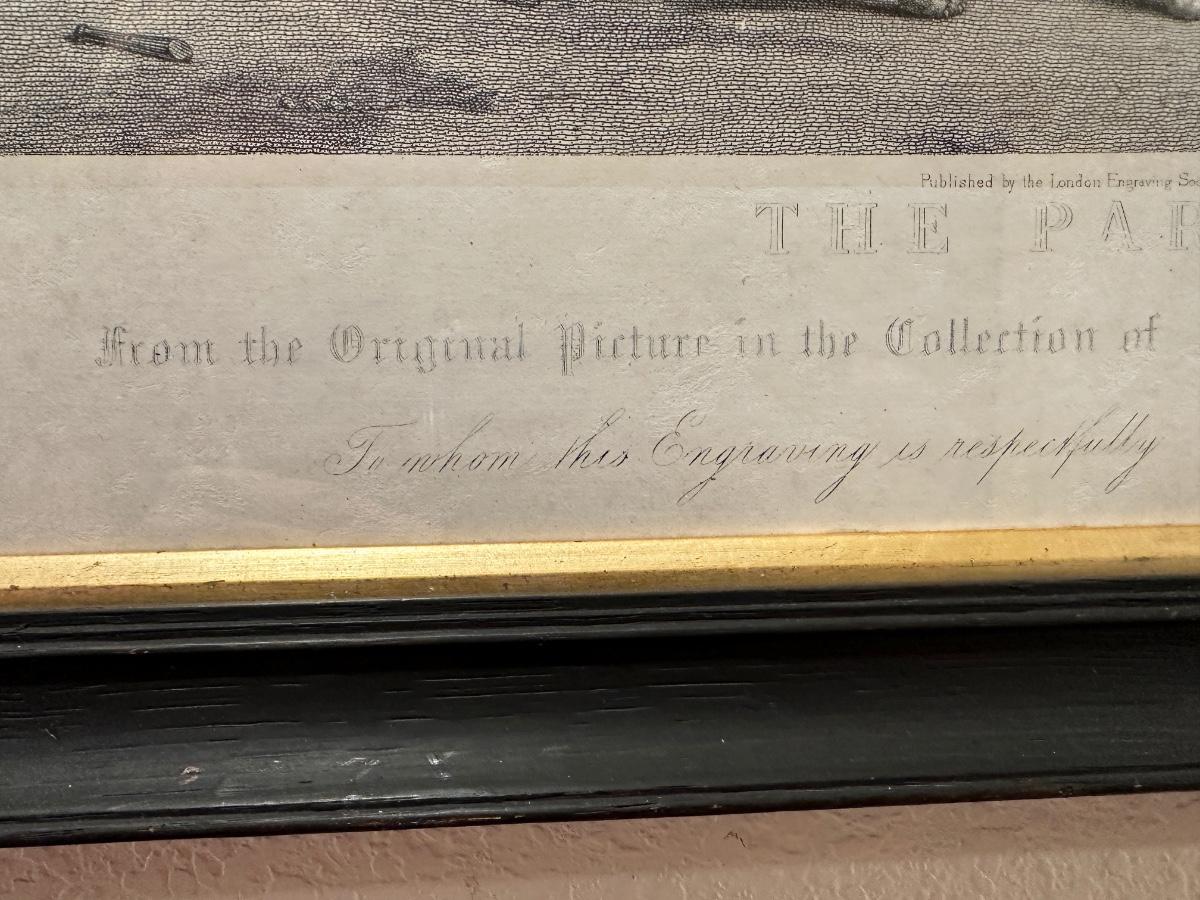 Published by the London Engraving Soc
THE PAR
From the Original Picture in the Collection of
To whom this Engraving is respectfully